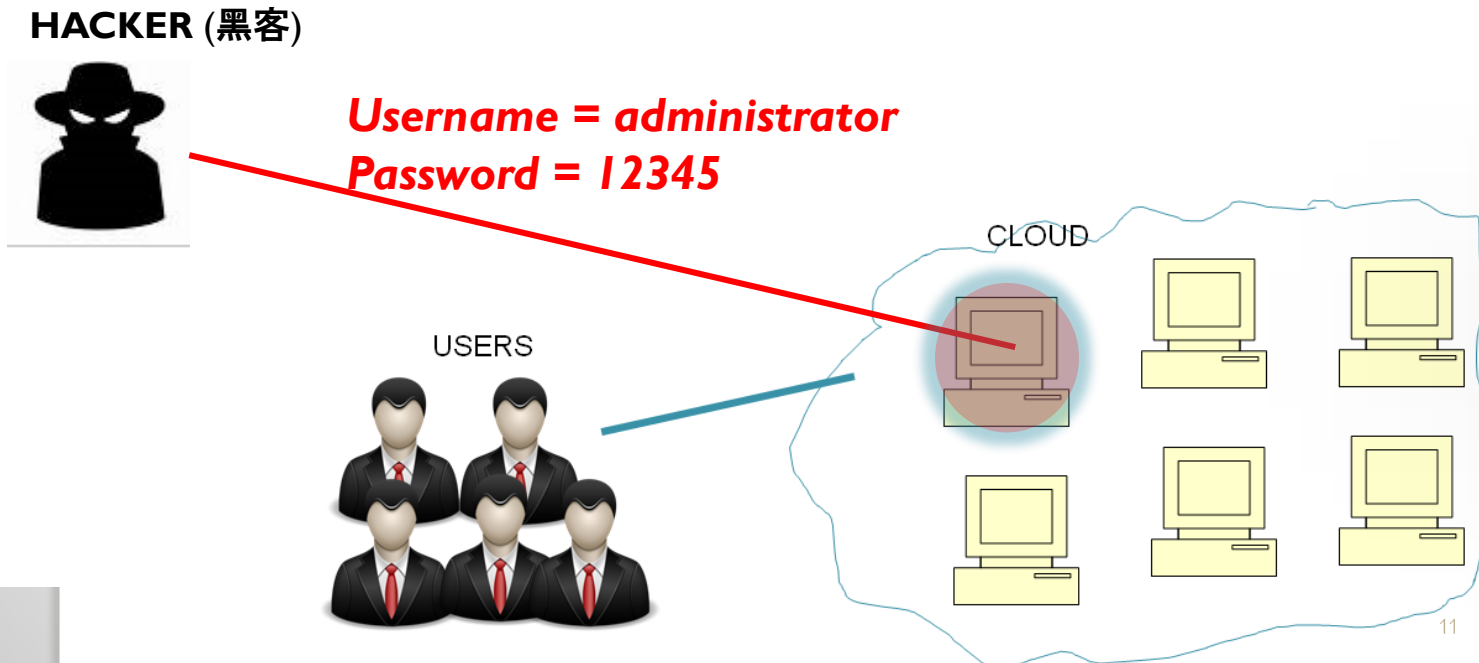 HACKER (黑客)
Username = administrator
Password = 12345
CLOUD
USERS
11